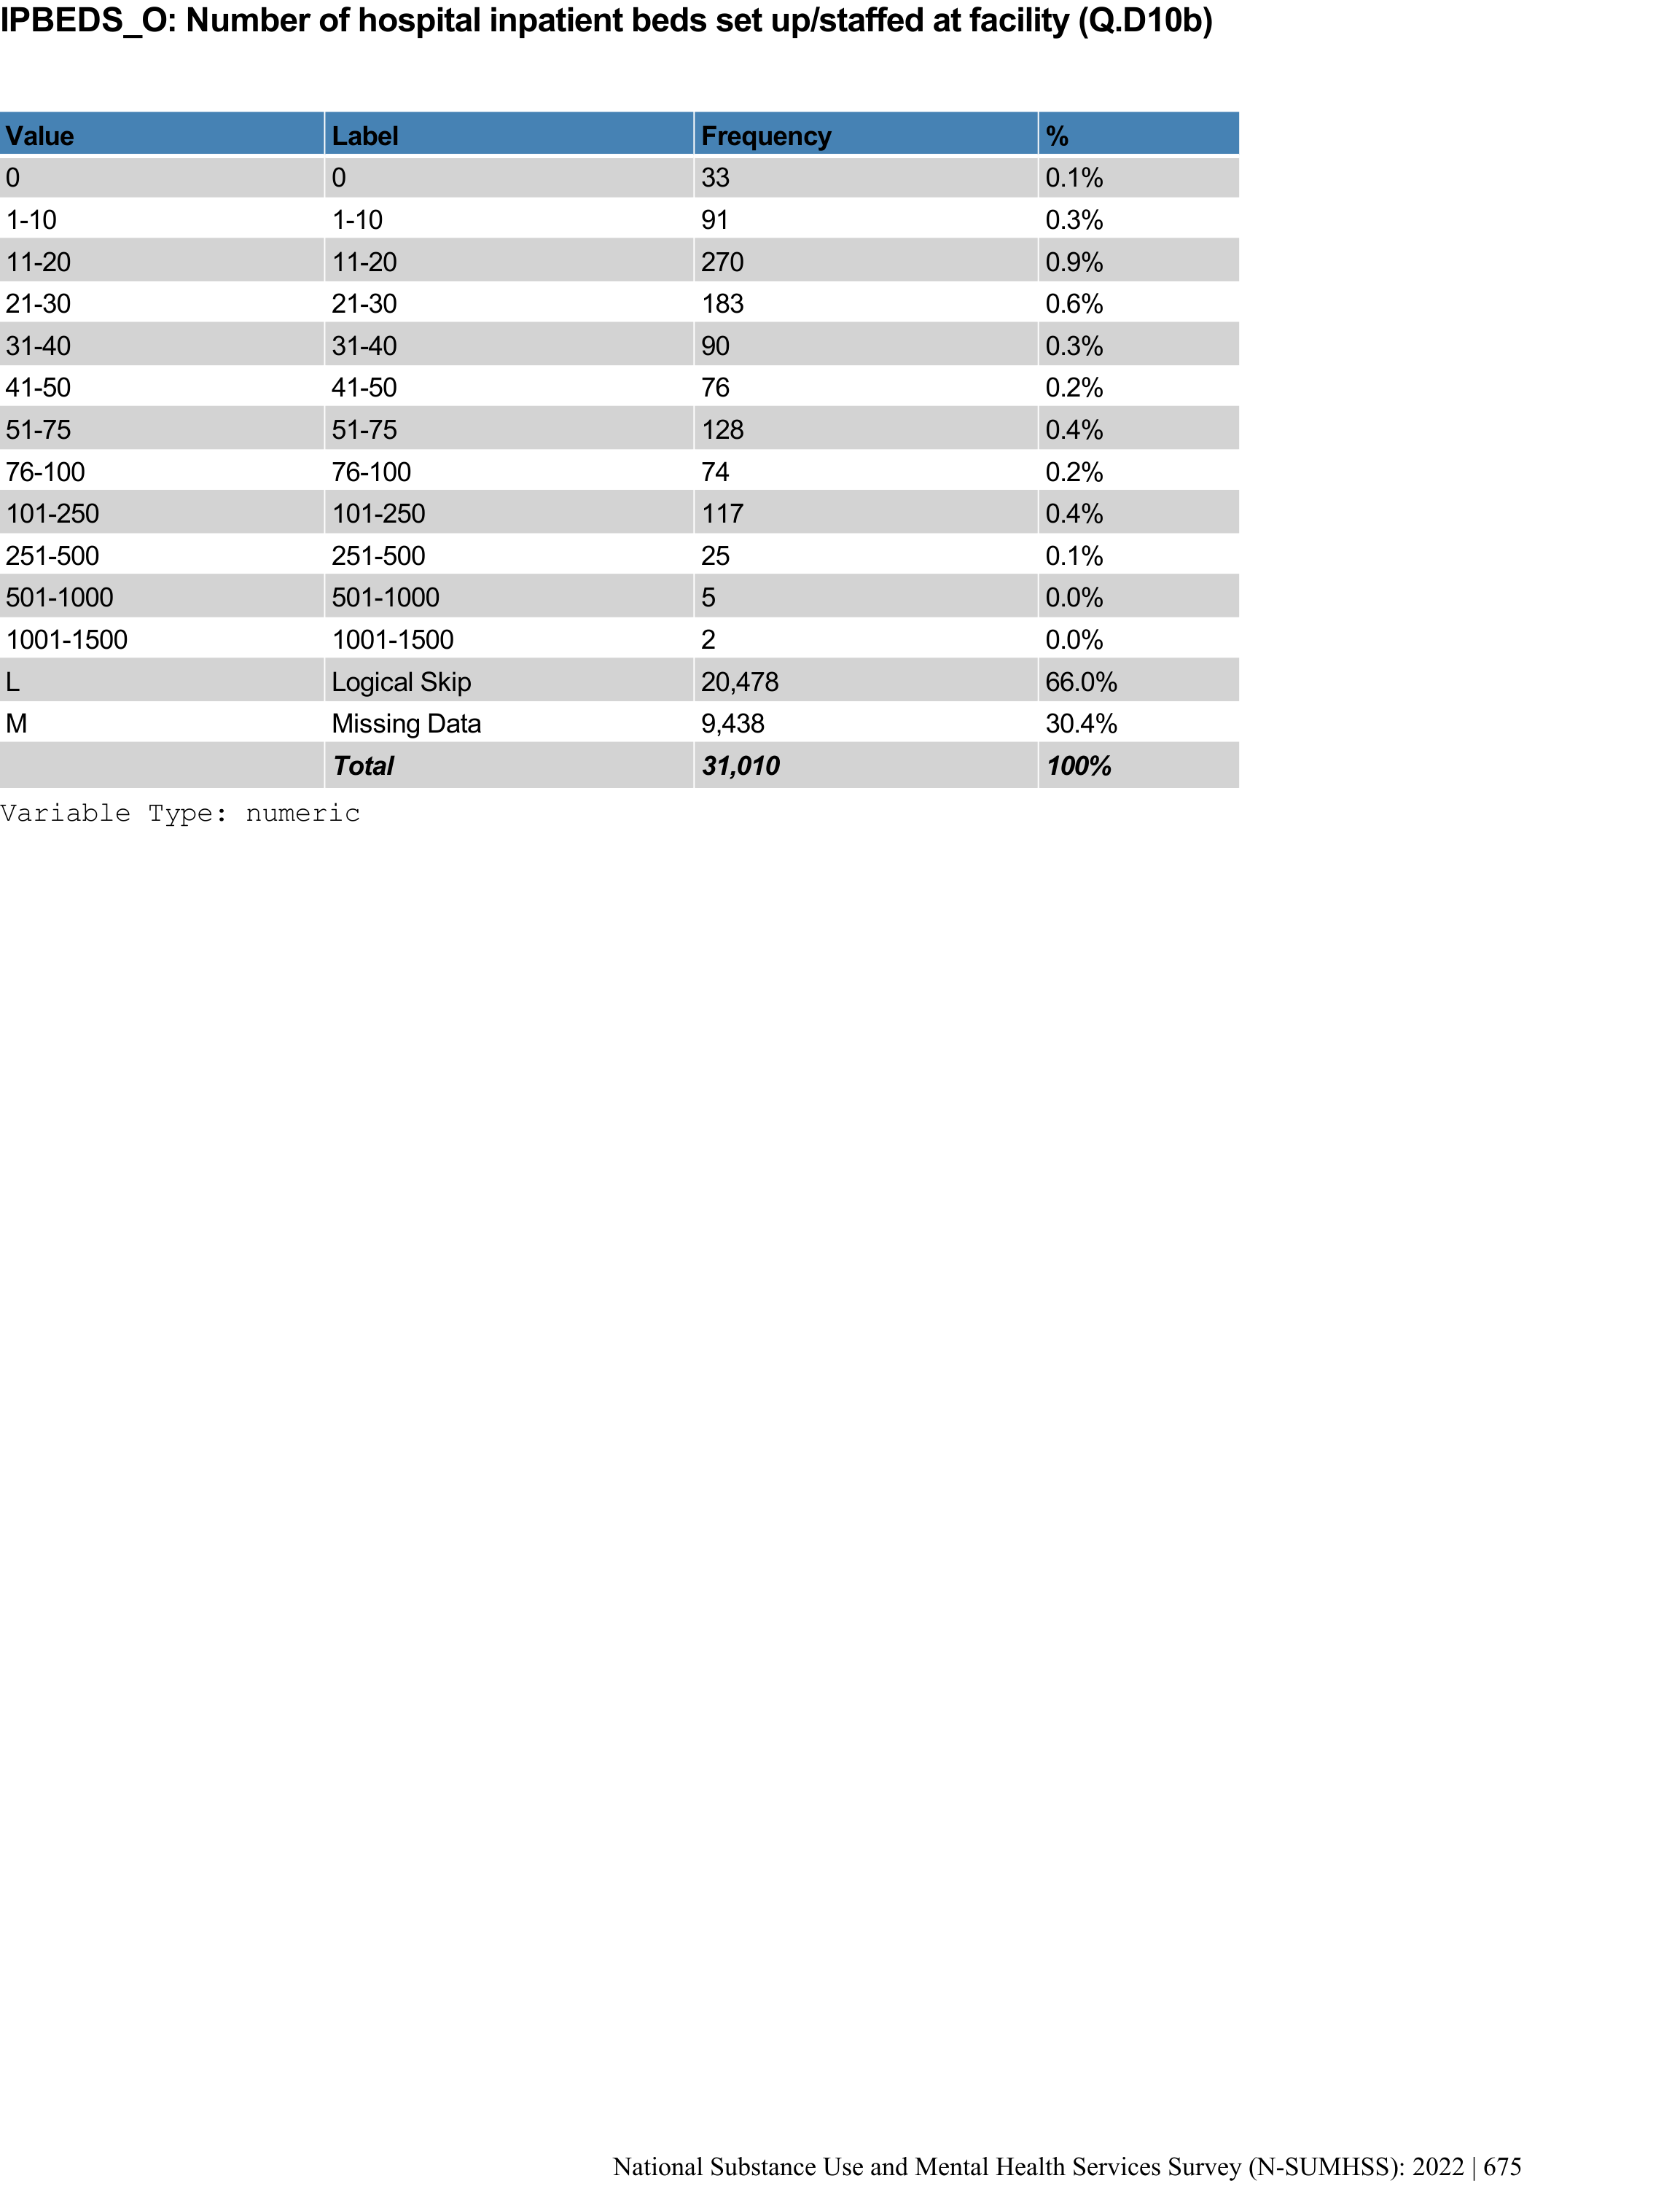 IPBEDS_O: Number of hospital inpatient beds set up/staffed at facility (Q.D10b)
Value Label Frequency %
0 0 33 0.1%
1-10 1-10 91 0.3%
11-20 11-20 270 0.9%
21-30 21-30 183 0.6%
31-40 31-40 90 0.3%
41-50 41-50 76 0.2%
51-75 51-75 128 0.4%
76-100 76-100 74 0.2%
101-250 101-250 117 0.4%
251-500 251-500 25 0.1%
501-1000 501-1000 5 0.0%
1001-1500 1001-1500 2 0.0%
L Logical Skip 20,478 66.0%
M Missing Data 9,438 30.4%
Total 31,010 100%
Variable Type: numeric
National Substance Use and Mental Health Services Survey (N-SUMHSS): 2022 | 675